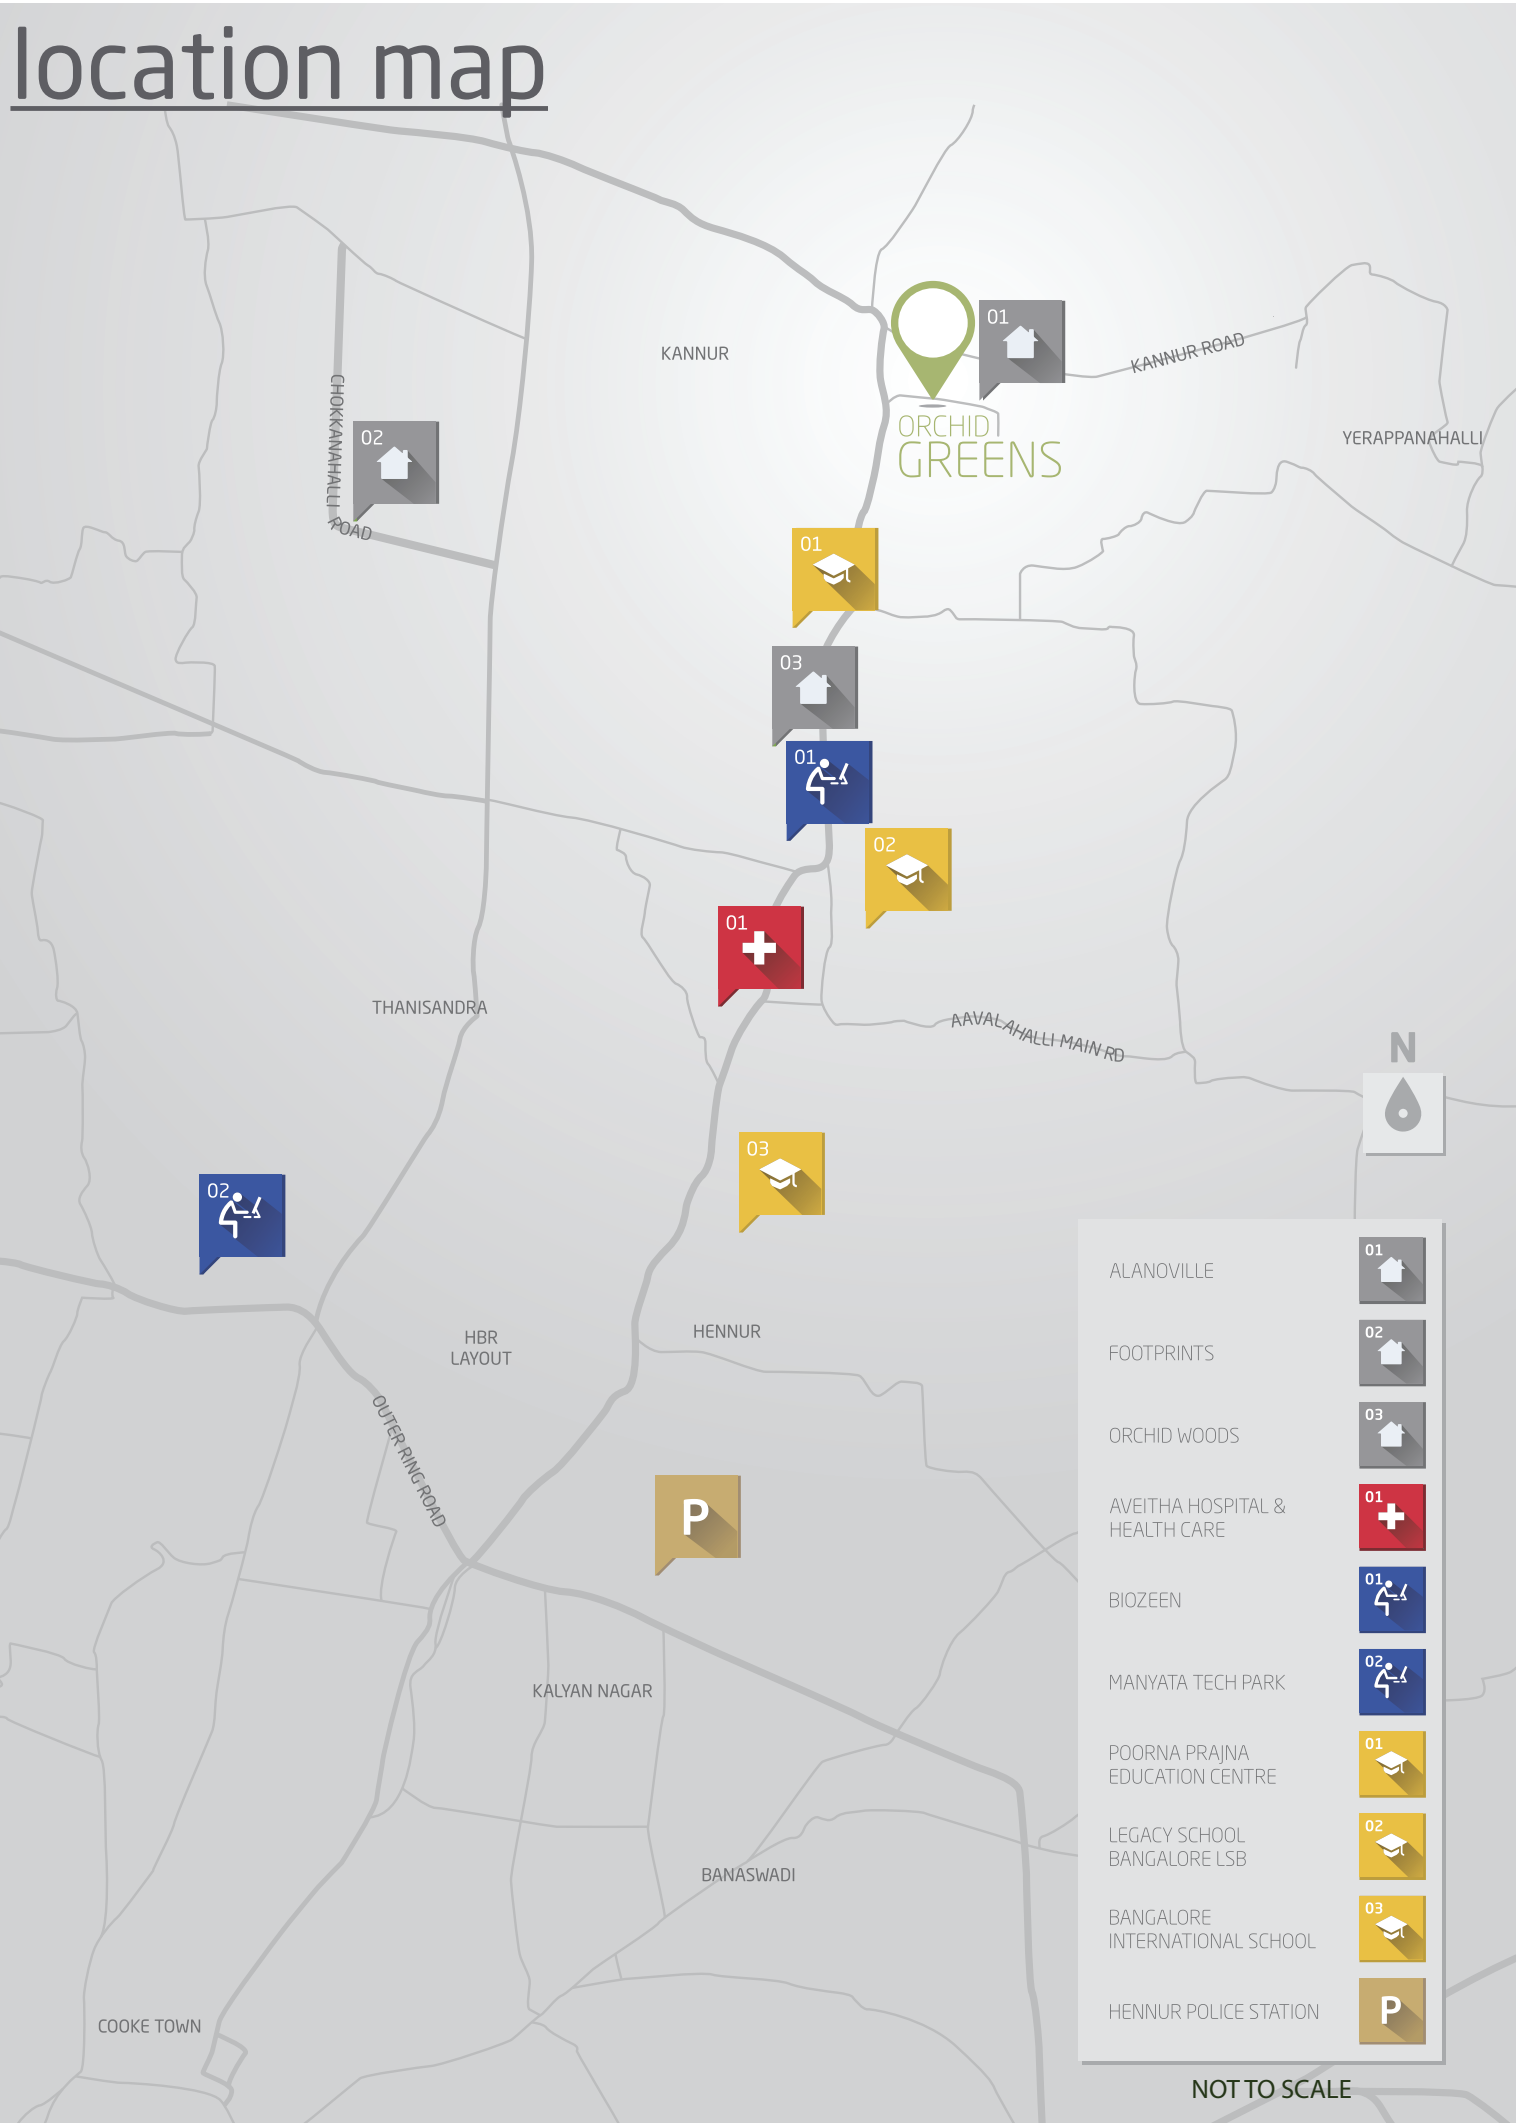 location map
KANNUR
01
KANNUR ROAD
ORCHID
GREENS
YERAPPANAHALLI
CHOKKANAHALLI ROAD
02
01
03
01
02
01
THANISANDRA
AAVALAHALLI MAIN RD
N
03
02
HBR
LAYOUT
HENNUR
OUTER RING ROAD
P
KALYAN NAGAR
BANASWADI
COOKE TOWN
ALANOVILLE
01
FOOTPRINTS
02
ORCHID WOODS
03
AVEITHA HOSPITAL &
HEALTH CARE
01
BIOZEEN
01
MANYATA TECH PARK
02
POORNA PRAJNA
EDUCATION CENTRE
01
LEGACY SCHOOL
BANGALORE LSB
02
BANGALORE
INTERNATIONAL SCHOOL
03
HENNUR POLICE STATION
P
NOT TO SCALE